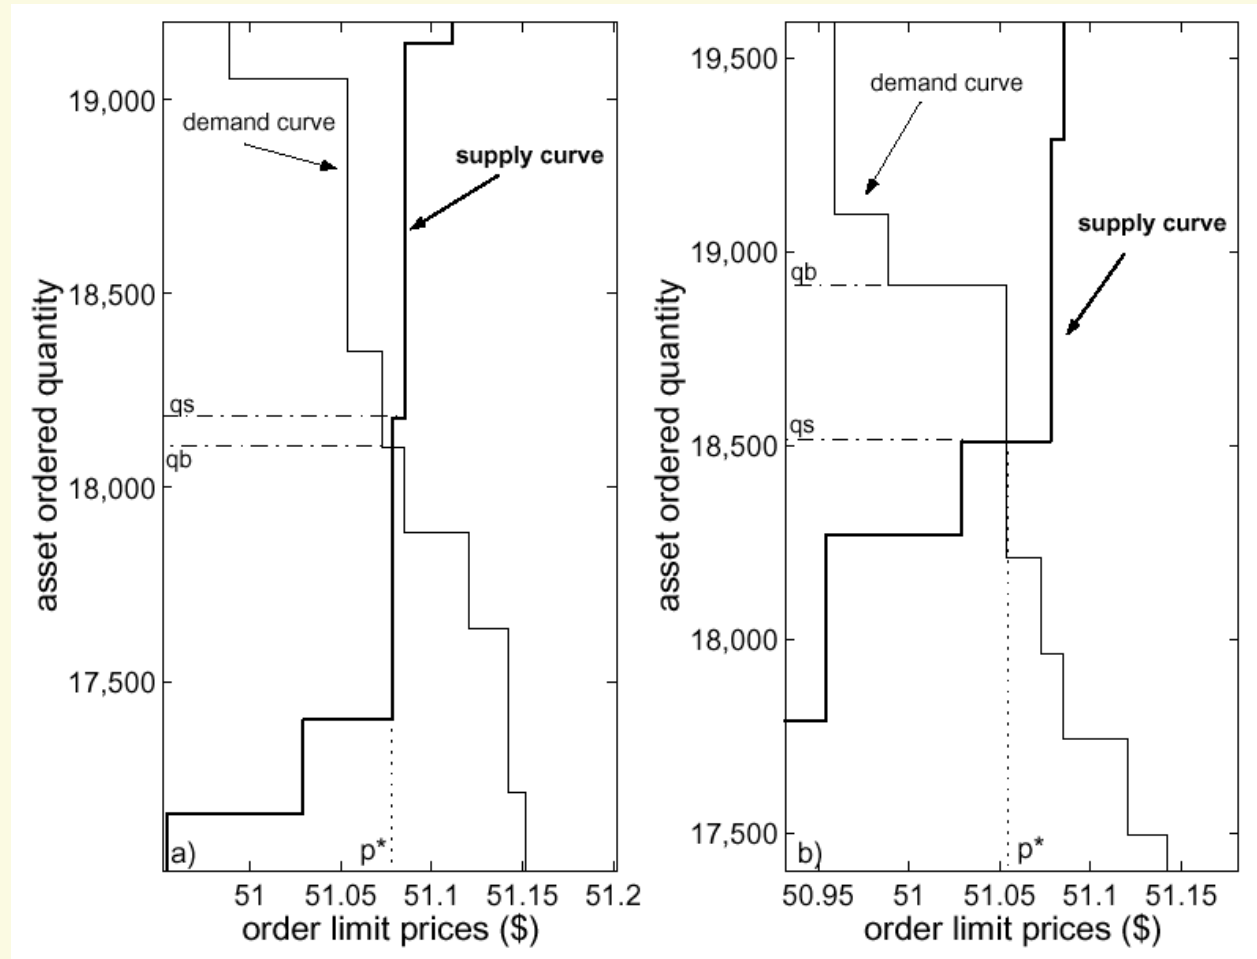 19,000
18,500
18,000
17,500
asset ordered quantity
demand curve
supply curve
qs
qb
a)
p*
51
51.05
51.1
51.15
51.2
order limit prices ($)
19,500
19,000
18,500
18,000
17,500
asset ordered quantity
demand curve
supply curve
qb
qs
b)
p*
50.95
51
51.05
51.1
51.15
order limit prices ($)